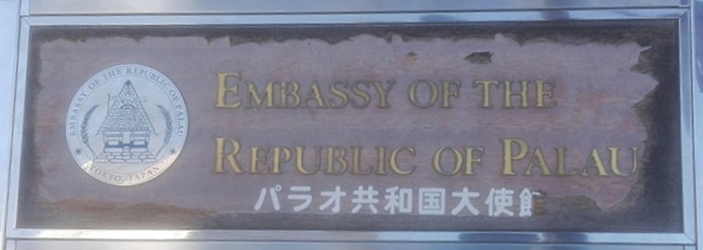 EMBASSY OF THE REPUBLIC OF PALAU
TOKYO, JAPAN
EMBASSY OF THE
REPUBLIC OF PALAU
パラオ共和国大使館